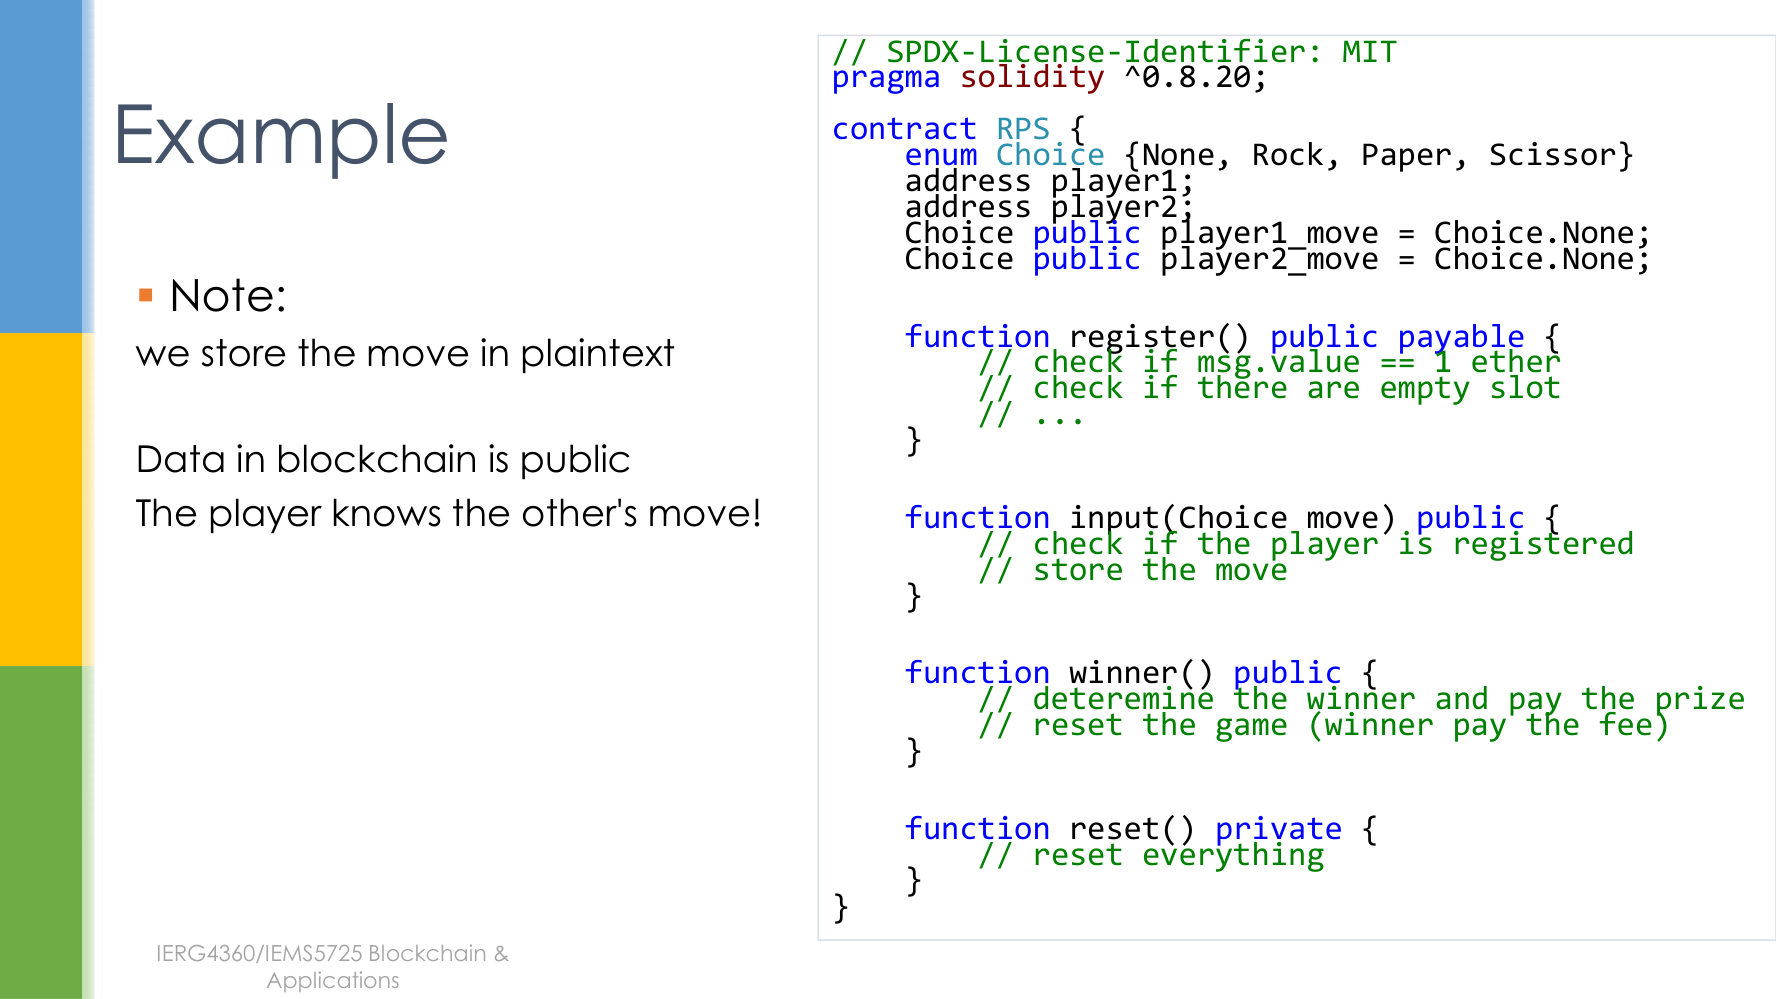 Example
Note:
we store the move in plaintext
Data in blockchain is public
The player knows the other's move!
// SPDX-License-Identifier: MIT
pragma solidity ^0.8.20;
contract RPS {
    enum Choice {None, Rock, Paper, Scissor}
    address player1;
    address player2;
    Choice public player1_move = Choice.None;
    Choice public player2_move = Choice.None;
    function register() public payable {
        // check if msg.value == 1 ether
        // check if there are empty slot
        // ...
    }
    function input(Choice move) public {
        // check if the player is registered
        // store the move
    }
    function winner() public {
        // deteremine the winner and pay the prize
        // reset the game (winner pay the fee)
    }
    function reset() private {
        // reset everything
    }
}
IERG4360/IEMS5725 Blockchain &
Applications